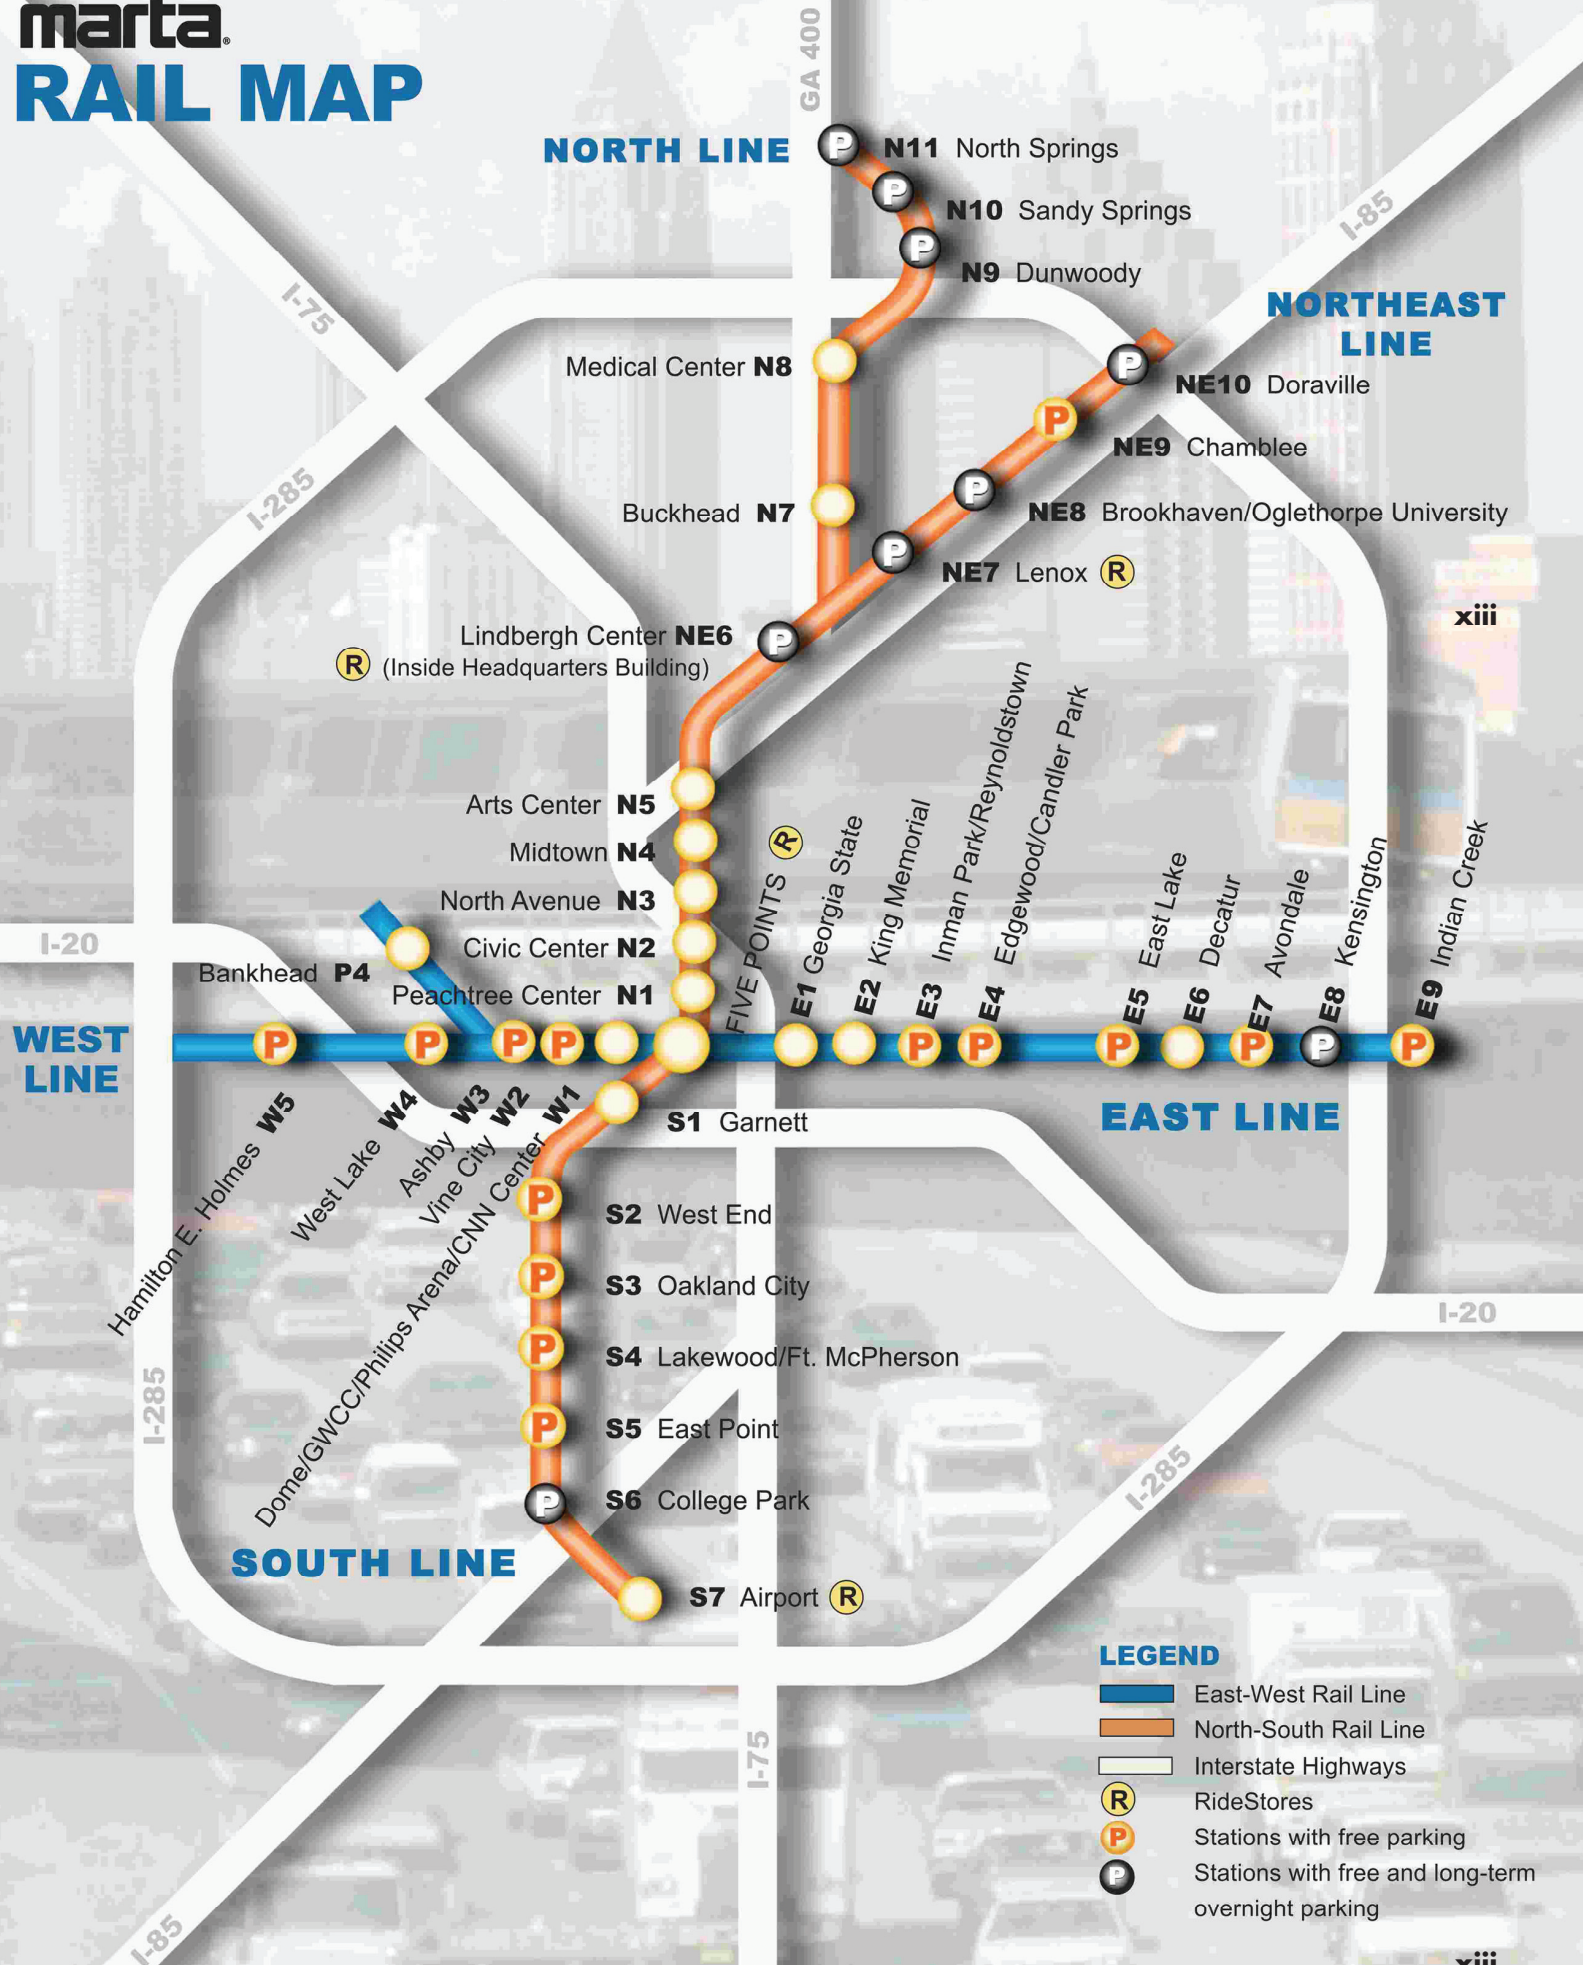 marta®
RAIL MAP
GA 400
NORTH LINE
N11 North Springs
N10 Sandy Springs
N9 Dunwoody
I-85
I-75
NORTHEAST
LINE
Medical Center N8
NE10 Doraville
NE9 Chamblee
I-285
Buckhead N7
NE8 Brookhaven/Oglethorpe University
NE7 Lenox R
xiii
Lindbergh Center NE6
R (Inside Headquarters Building)
Arts Center N5
Midtown N4
North Avenue N3
Civic Center N2
Peachtree Center N1
I-20
Bankhead P4
FIVE POINTS R
E1 Georgia State
E2 King Memorial
E3 Inman Park/Reynoldstown
E4 Edgewood/Candler Park
E5 East Lake
E6 Decatur
E7 Avondale
E8 Kensington
E9 Indian Creek
WEST
LINE
P P P P P P P P P P
EAST LINE
Hamilton E. Holmes W5
West Lake W4
Ashby W3
Vine City W2
Dome/GWCC/Philips Arena/CNN Center W1
S1 Garnett
P S2 West End
P S3 Oakland City
P S4 Lakewood/Ft. McPherson
P S5 East Point
P S6 College Park
I-20
I-285
I-285
SOUTH LINE
S7 Airport R
I-75
I-85
LEGEND
East-West Rail Line
North-South Rail Line
Interstate Highways
R RideStores
P Stations with free parking
P Stations with free and long-term
overnight parking
xiii